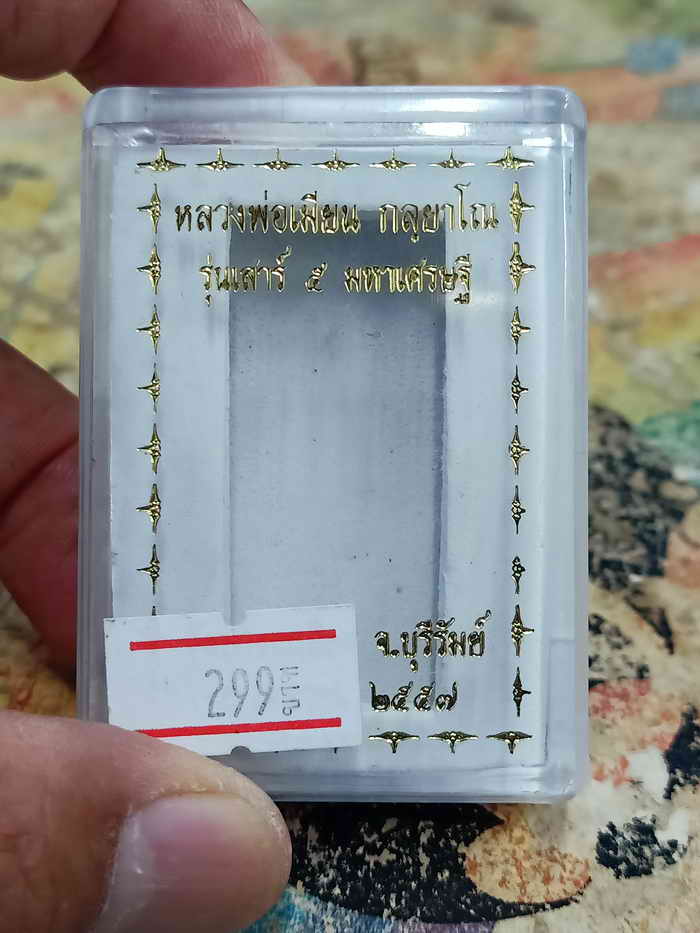 หลวงพ่อเมียน กลฺยาโณ
รุ่นเสาร์ ๕ มหาเศรษฐี
จ.บุรีรัมย์
๒๕๕๗
299 บาท